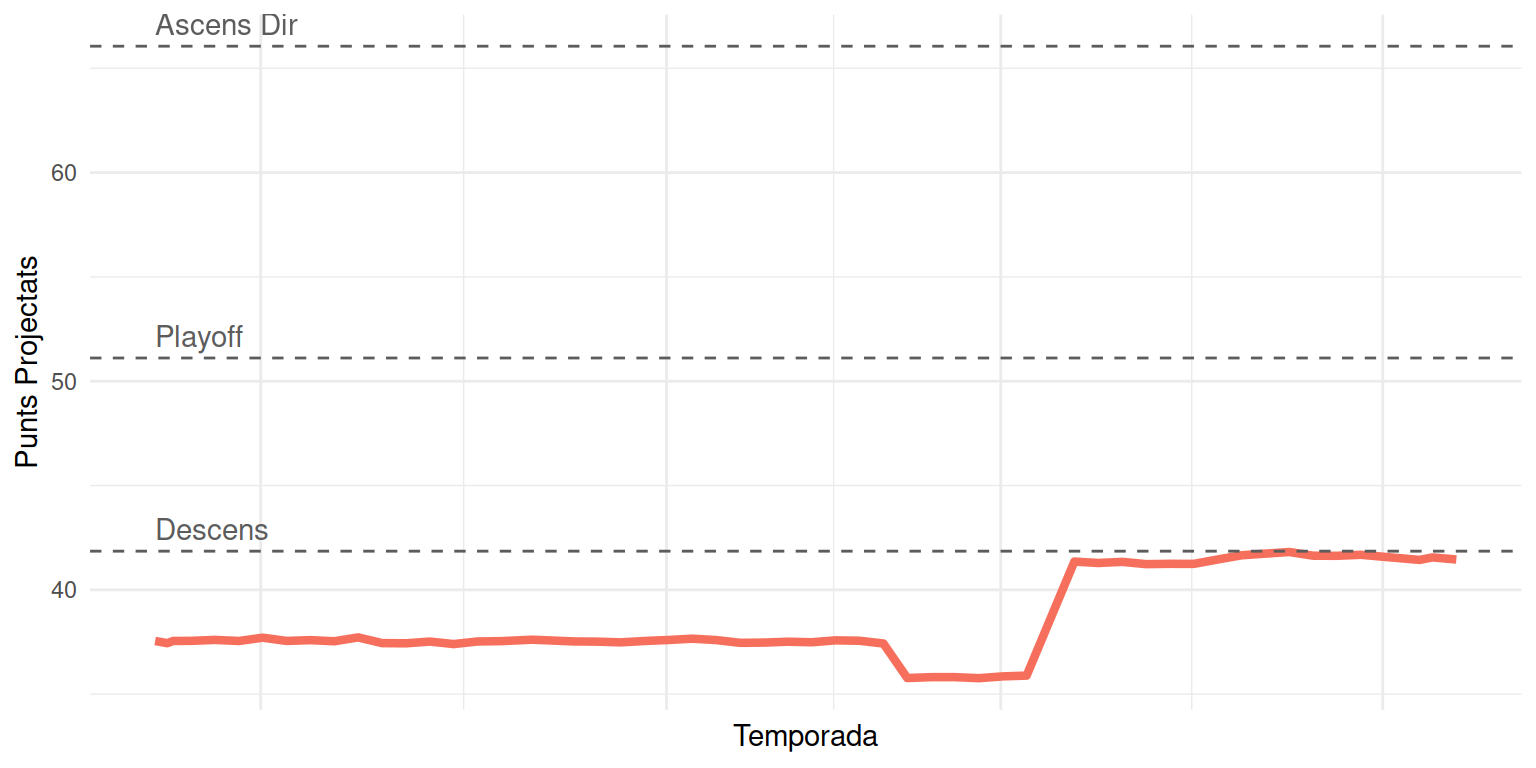 Ascens Dir
60
Playoff
50
Descens
40
Punts Projectats
Temporada